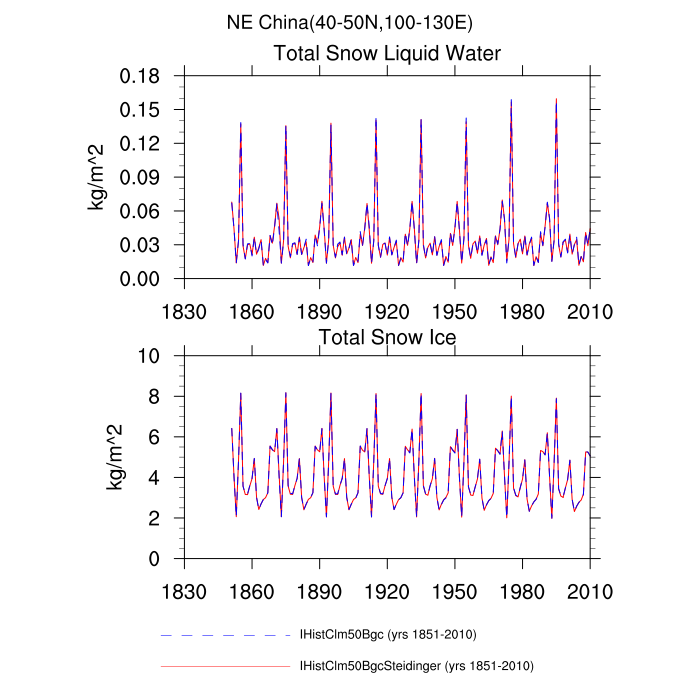 NE China(40-50N,100-130E)
Total Snow Liquid Water
kg/m^2
0.18
0.15
0.12
0.09
0.06
0.03
0.00
1830 1860 1890 1920 1950 1980 2010
Total Snow Ice
kg/m^2
10
8
6
4
2
0
1830 1860 1890 1920 1950 1980 2010
IHistClm50Bgc (yrs 1851-2010)
IHistClm50BgcSteidinger (yrs 1851-2010)